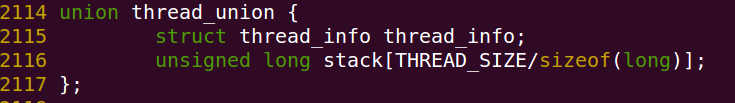 2114 union thread_union {
2115         struct thread_info thread_info;
2116         unsigned long stack[THREAD_SIZE/sizeof(long)];
2117 };